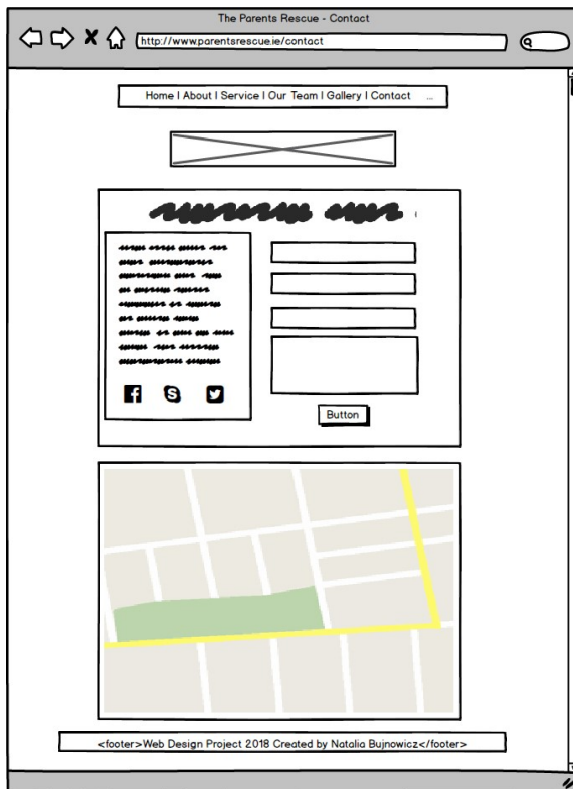 The Parents Rescue - Contact
http://www.parentsrescue.ie/contact
Home | About | Service | Our Team | Gallery | Contact ...
Button
<footer>Web Design Project 2018 Created by Natalia Bujnowicz</footer>